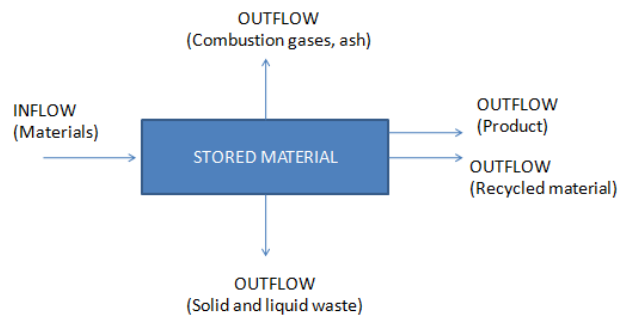 OUTFLOW
(Combustion gases, ash)
INFLOW
(Materials)
OUTFLOW
(Product)
STORED MATERIAL
OUTFLOW
(Recycled material)
OUTFLOW
(Solid and liquid waste)